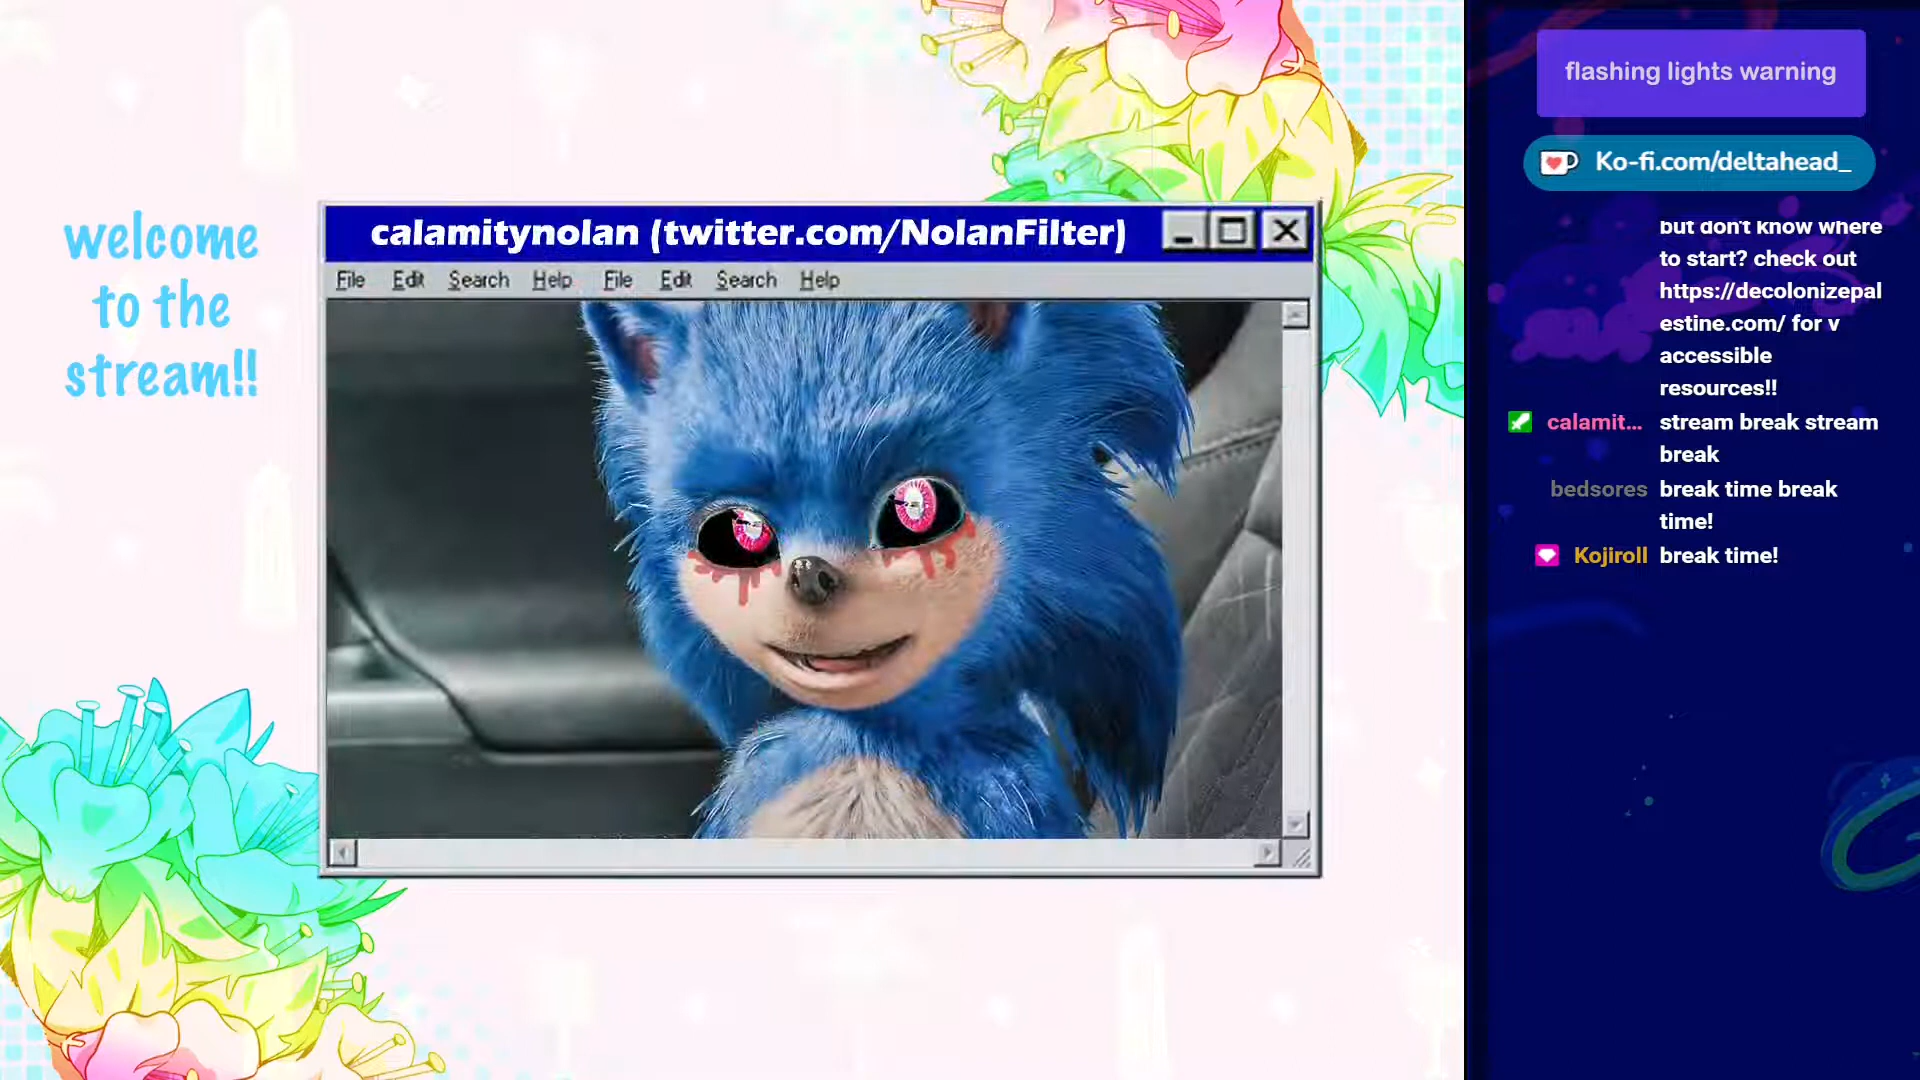 welcome
to the
stream!!
calamitynolan (twitter.com/NolanFilter)
File Edit Search Help File Edit Search Help
flashing lights warning
Ko-fi.com/deltahead_
but don't know where
to start? check out
https://decolonizepal
estine.com/ for v
accessible
resources!!
calamit... stream break stream
break
bedsores break time break
time!
Kojiroll break time!